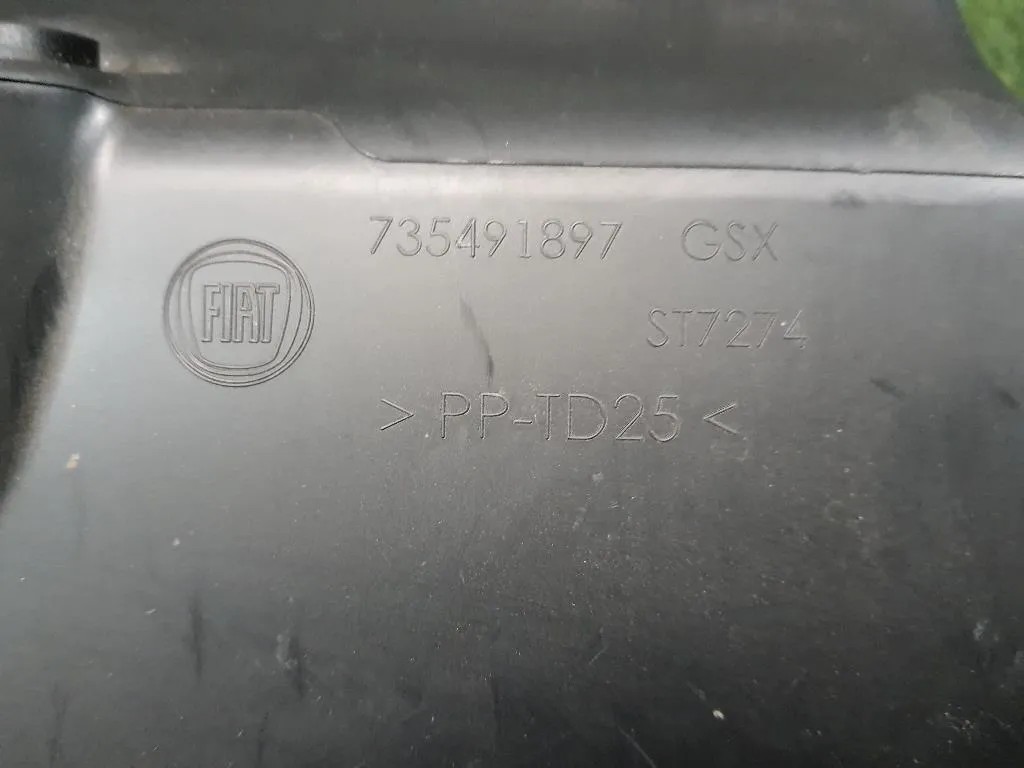 735491897 GSX
FIAT
ST7274
> PP-TD25 <